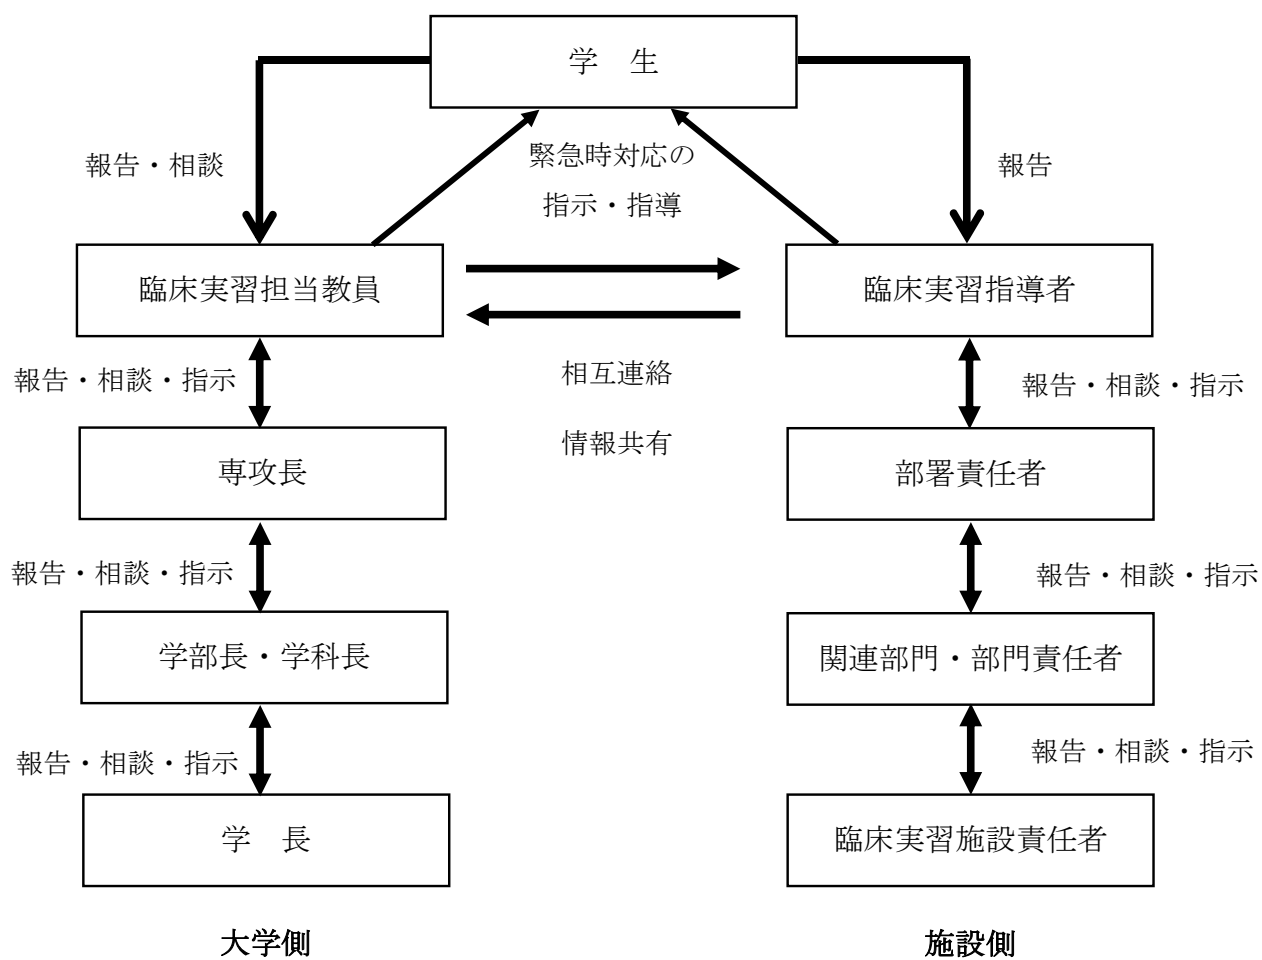 学　生
報告・相談
緊急時対応の
指示・指導
報告
臨床実習担当教員
臨床実習指導者
報告・相談・指示
相互連絡
報告・相談・指示
情報共有
専攻長
部署責任者
報告・相談・指示
報告・相談・指示
学部長・学科長
関連部門・部門責任者
報告・相談・指示
報告・相談・指示
学　長
臨床実習施設責任者
大学側
施設側